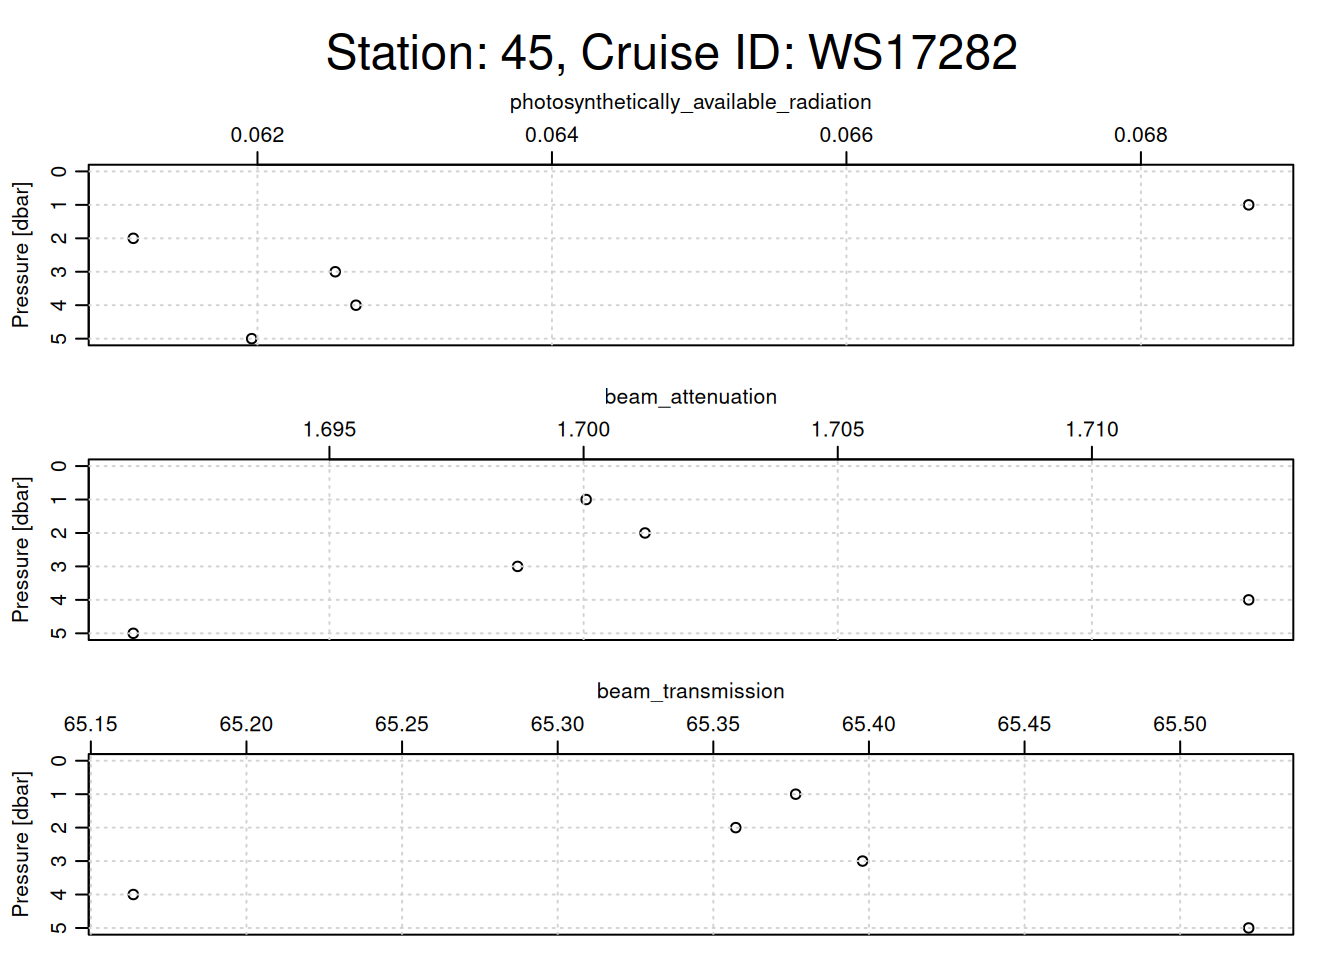 Station: 45, Cruise ID: WS17282
photosynthetically_available_radiation
0.062 0.064 0.066 0.068
Pressure [dbar]
0
1
2
3
4
5
beam_attenuation
1.695 1.700 1.705 1.710
Pressure [dbar]
0
1
2
3
4
5
beam_transmission
65.15 65.20 65.25 65.30 65.35 65.40 65.45 65.50
Pressure [dbar]
0
1
2
3
4
5